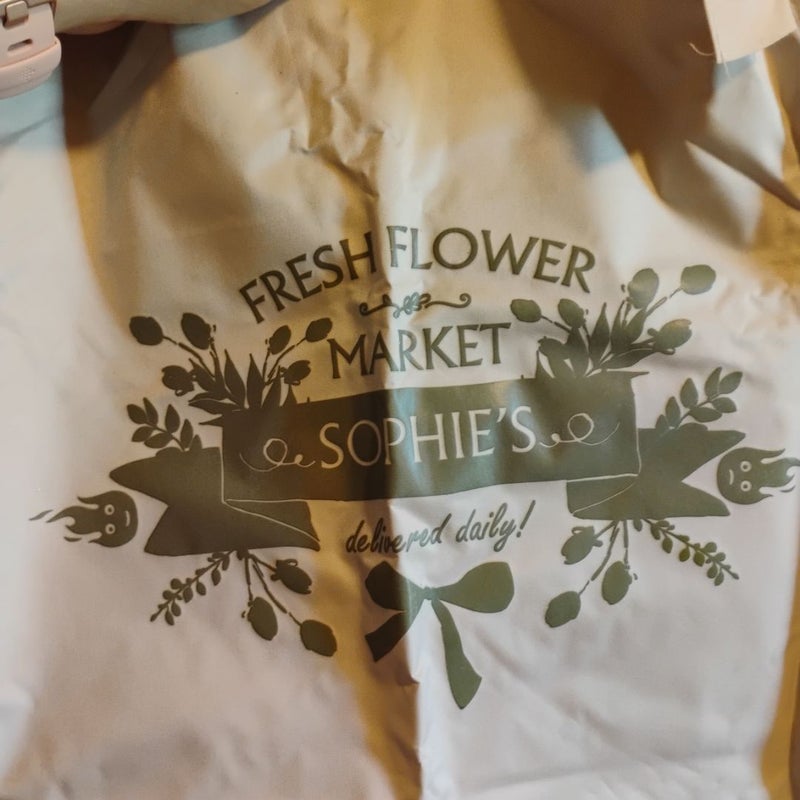 FRESH FLOWER
MARKET
SOPHIE'S
delivered daily!